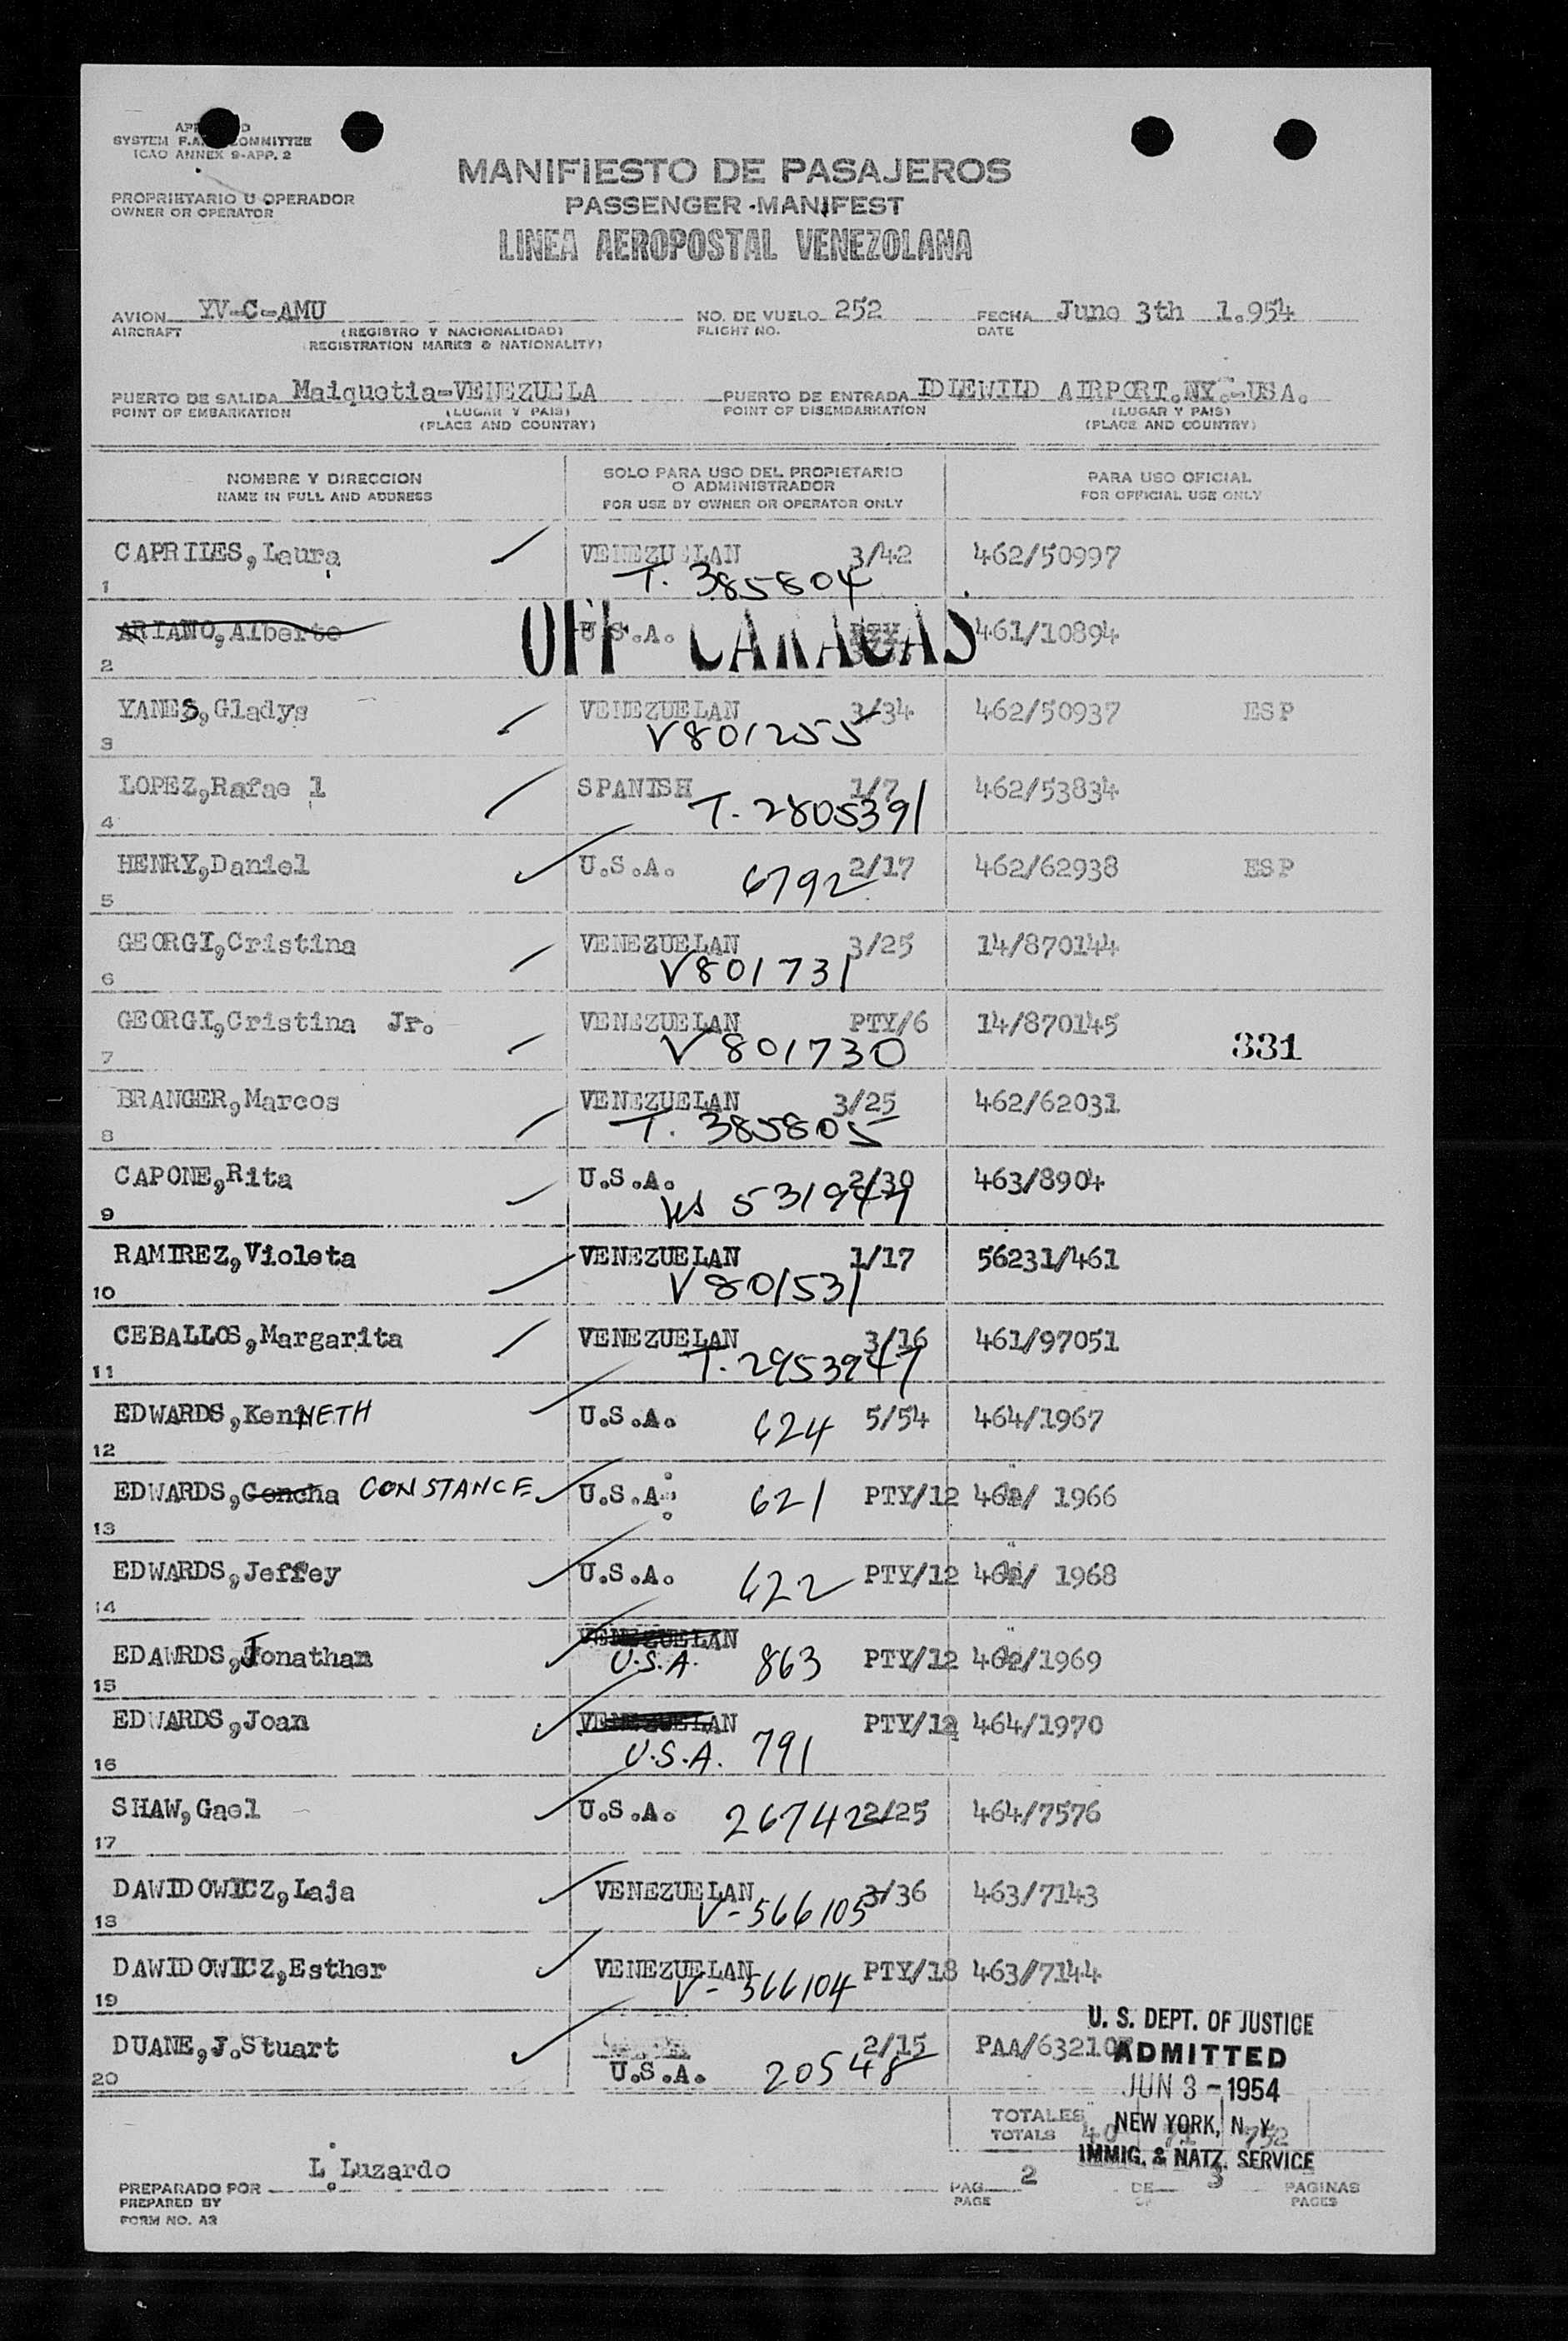 SYSTEM F.A. COMMITTEE
ICAO ANNEX 9-APP. 2
MANIFIESTO DE PASAJEROS
PROPRIETARIO U OPERADOR
OWNER OR OPERATOR
PASSENGER MANIFEST
LINEA AEROPOSTAL VENEZOLANA
AVION YV-C-AMU NO. DE VUELO 252 FECHA June 3th 1.954
AIRCRAFT (REGISTRO Y NACIONALIDAD) FLIGHT NO. DATE
(REGISTRATION MARKS & NATIONALITY)
PUERTO DE SALIDA Maiquetia-VENEZUELA PUERTO DE ENTRADA IDLEWILD AIRPORT.NY.-USA.
POINT OF EMBARKATION (LUGAR Y PAIS) POINT OF DISEMBARKATION (LUGAR Y PAIS)
(PLACE AND COUNTRY) (PLACE AND COUNTRY)
NOMBRE Y DIRECCION SOLO PARA USO DEL PROPIETARIO PARA USO OFICIAL
NAME IN FULL AND ADDRESS O ADMINISTRADOR FOR OFFICIAL USE ONLY
FOR USE BY OWNER OR OPERATOR ONLY
CAPRILES,Laura VENEZUELAN 3/42 462/50997
1 T. 385804
ARIANO,Alberto U.S.A. 461/10894
2 OFF CARACAS
YANES,Gladys VENEZUELAN 3/34 462/50937 ESP
3 V801255
LOPEZ,Rafae l SPANISH 1/7 462/53834
4 T. 2805391
HENRY,Daniel U.S.A. 2/17 462/62938 ESP
5 6792
GEORGI,Cristina VENEZUELAN 3/25 14/870144
6 V801731
GEORGI,Cristina Jr. VENEZUELAN PTY/6 14/870145
7 V801730 331
BRANGER,Marcos VENEZUELAN 3/25 462/62031
8 T. 385805
CAPONE,Rita U.S.A. 2/30 463/8904
9 531947
RAMIREZ,Violeta VENEZUELAN 1/17 56231/461
10 V801531
CEBALLOS,Margarita VENEZUELAN 3/16 461/97051
11 T. 2953947
EDWARDS,KenNETH U.S.A. 624 5/54 464/1967
12
EDWARDS,Concha CONSTANCE U.S.A. 621 PTY/12 1966
13
EDWARDS,Jeffey U.S.A. 622 PTY/12 1968
14
VENEZUELAN
EDAWRDS,Jonathan U.S.A. 863 PTY/12 1969
15
EDWARDS,Joan VENEZUELAN PTY/12 464/1970
16 U.S.A. 791
SHAW,Gael U.S.A. 26742 2/25 464/7576
17
DAWIDOWICZ,Laja VENEZUELAN 3/36 463/7143
18 V-566105
DAWIDOWICZ,Esther VENEZUELAN PTY/18 463/7144
19 V-566104
U. S. DEPT. OF JUSTICE
DUANE,J.Stuart 2/15 PAA/63210
ADMITTED
20 U.S.A. 20548
JUN 3 - 1954
TOTALES NEW YORK, N.Y.
TOTALS 40 71 752
IMMIG. & NATZ. SERVICE
L Luzardo
PREPARADO POR PAG. 2 DE 3 PAGINAS
PREPARED BY PAGE OF PAGES
FORM NO. A3